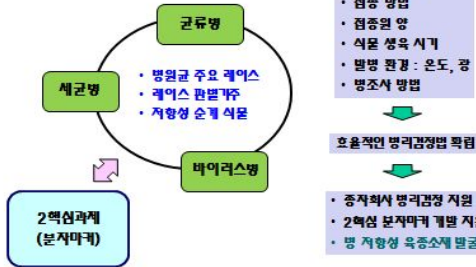 균류병
세균병
• 병원균 주요 레이스
• 레이스 판별기주
• 저항성 순계 식물
바이러스병
2핵심과제
(분자마커)
• 접종 방법
• 접종원 양
• 식물 생육 시기
• 발병 환경 : 온도, 광
• 병조사 방법
효율적인 병리검정법 확립
• 종자회사 병리검정 지원
• 2핵심 분자마커 개발 지원
• 병 저항성 육종소재 발굴